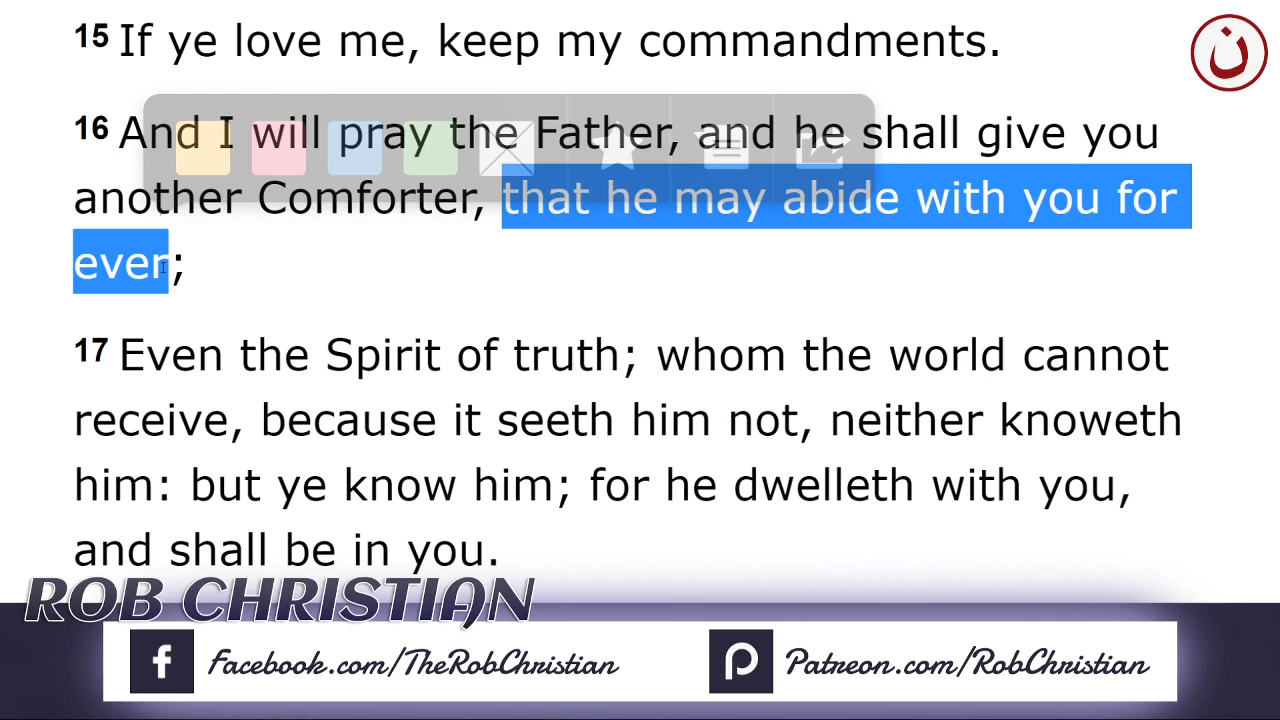 15 If ye love me, keep my commandments.
ن
16 And I will pray the Father, and he shall give you
another Comforter, that he may abide with you for
ever;
17 Even the Spirit of truth; whom the world cannot
receive, because it seeth him not, neither knoweth
him: but ye know him; for he dwelleth with you,
and shall be in you.
ROB CHRISTIAN
Facebook.com/TheRobChristian
Patreon.com/RobChristian